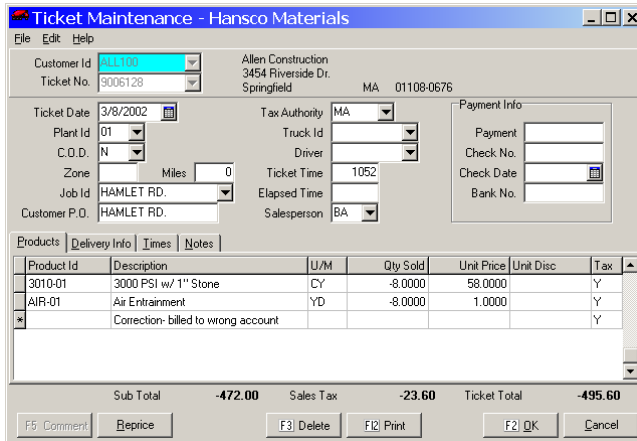 Ticket Maintenance - Hansco Materials
File Edit Help
Customer Id ALL100 Allen Construction
3454 Riverside Dr.
Ticket No. 9006128 Springfield MA 01108-0676
Ticket Date 3/8/2002 Tax Authority MA Payment Info
Plant Id 01 Truck Id Payment
C.O.D. N Driver Check No.
Zone Miles 0 Ticket Time 1052 Check Date
Job Id HAMLET RD. Elapsed Time Bank No.
Customer P.O. HAMLET RD. Salesperson BA
Products Delivery Info Times Notes
Product Id Description U/M Qty Sold Unit Price Unit Disc Tax
3010-01 3000 PSI w/ 1" Stone CY -8.0000 58.0000 Y
AIR-01 Air Entrainment YD -8.0000 1.0000 Y
* Correction- billed to wrong account Y
Sub Total -472.00 Sales Tax -23.60 Ticket Total -495.60
F5 Comment Reprice F3 Delete F12 Print F2 OK Cancel